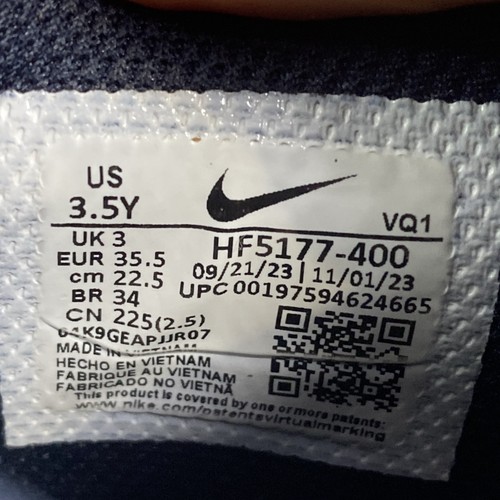 US
3.5Y
VQ1
UK 3
EUR 35.5
cm 22.5
BR 34
CN 225(2.5)
HF5177-400
09/21/23 | 11/01/23
UPC 00197594624665
MADE IN VIETNAM
HECHO EN VIETNAM
FABRIQUE AU VIETNAM
FABRICADO NO VIETNÃ
This product is covered by one or more patents:
www.nike.com/patentsvirtualmarking